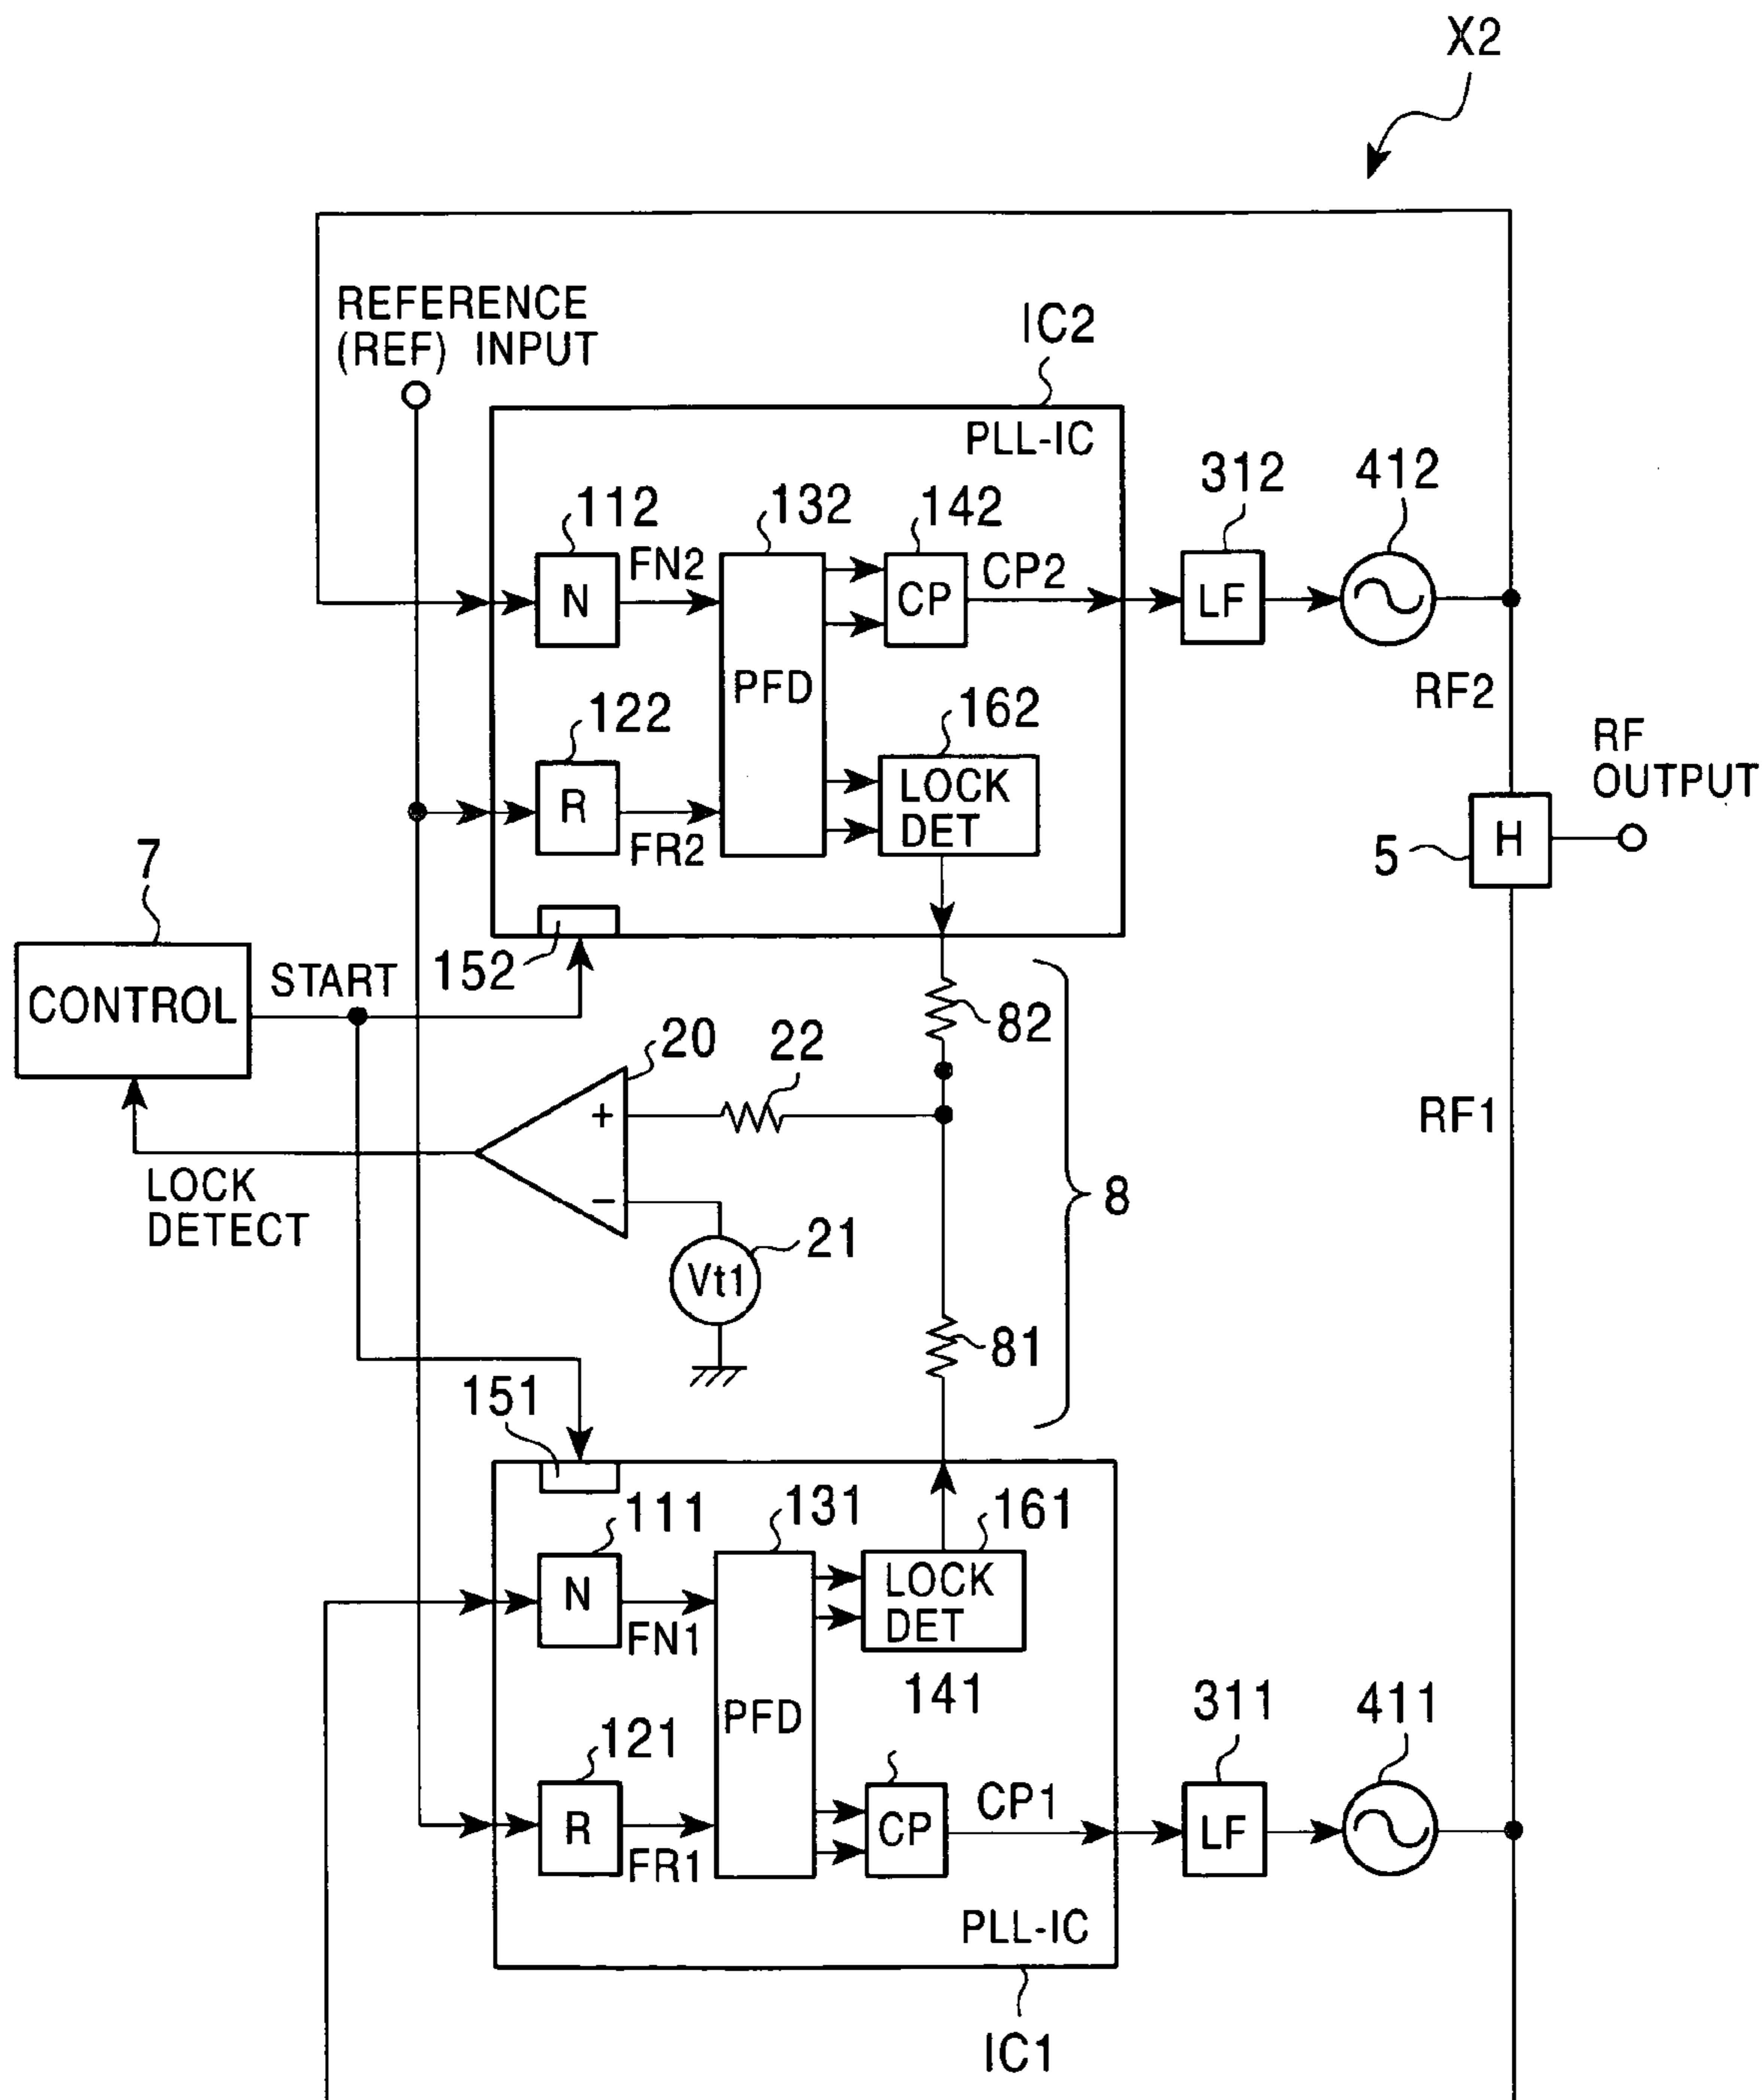 X2
REFERENCE
(REF) INPUT
IC2
PLL-IC
312
412
112
FN2
132
142
CP2
N
CP
LF
PFD
RF2
122
162
RF
OUTPUT
R
FR2
LOCK
DET
H
5
7
152
CONTROL
START
82
20
22
+
RF1
LOCK
DETECT
−
8
21
Vt1
81
151
111
131
161
N
FN1
LOCK
DET
141
311
411
PFD
121
CP1
R
FR1
CP
LF
PLL-IC
IC1